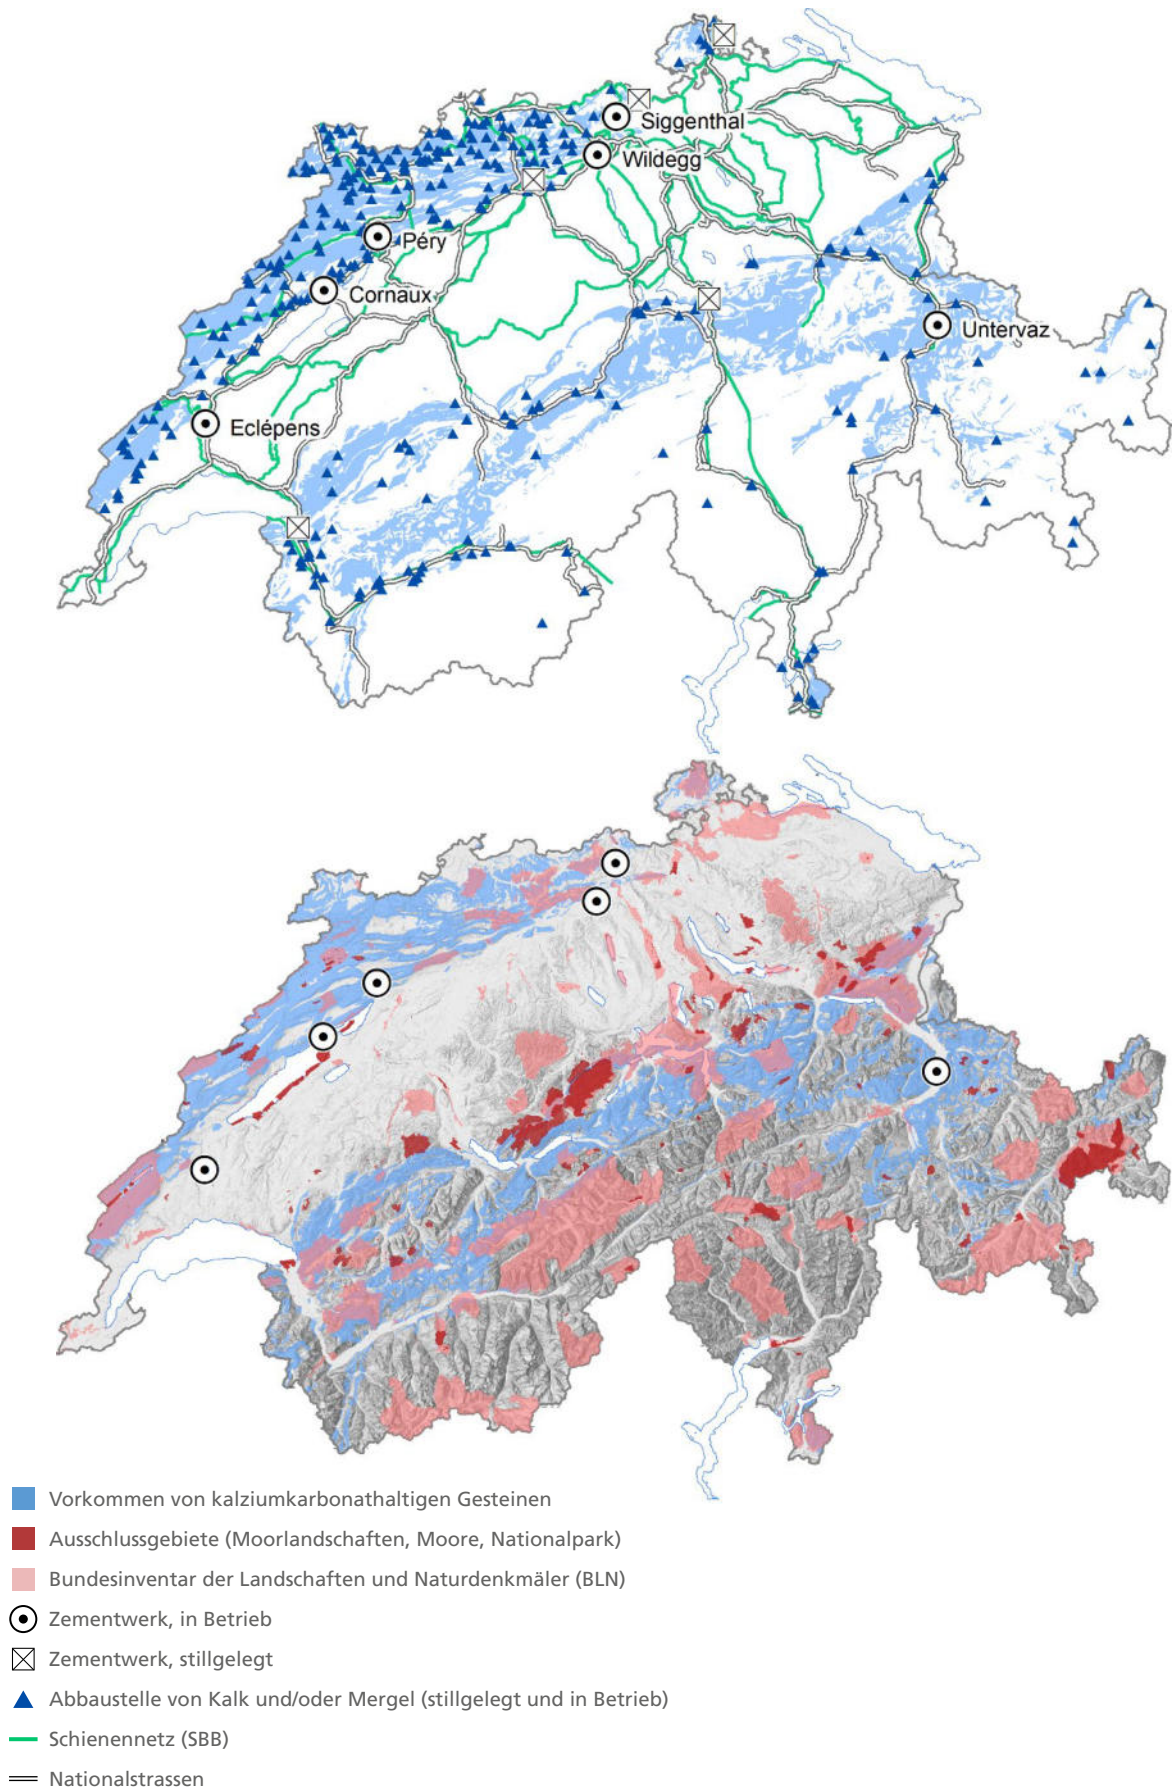 Siggenthal
Wildegg
Péry
Cornaux
Untervaz
Eclépens
Vorkommen von kalziumkarbonathaltigen Gesteinen
Ausschlussgebiete (Moorlandschaften, Moore, Nationalpark)
Bundesinventar der Landschaften und Naturdenkmäler (BLN)
Zementwerk, in Betrieb
Zementwerk, stillgelegt
Abbaustelle von Kalk und/oder Mergel (stillgelegt und in Betrieb)
Schienennetz (SBB)
Nationalstrassen